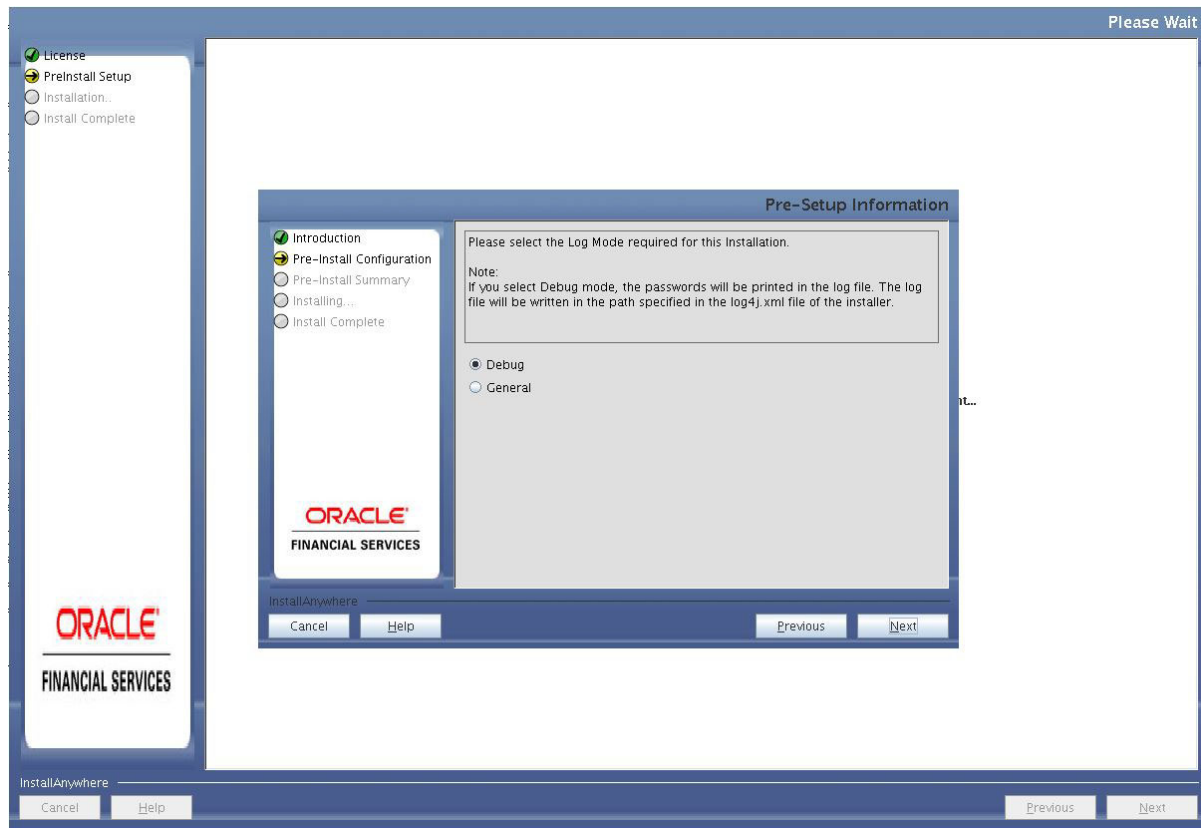 Please Wait
License
PreInstall Setup
Installation..
Install Complete
Pre-Setup Information
Introduction
Pre-Install Configuration
Pre-Install Summary
Installing...
Install Complete
Please select the Log Mode required for this Installation.
Note:
If you select Debug mode, the passwords will be printed in the log file. The log
file will be written in the path specified in the log4j.xml file of the installer.
Debug
General
ORACLE
FINANCIAL SERVICES
InstallAnywhere
Cancel
Help
Previous
Next
ORACLE
FINANCIAL SERVICES
InstallAnywhere
Cancel
Help
Previous
Next